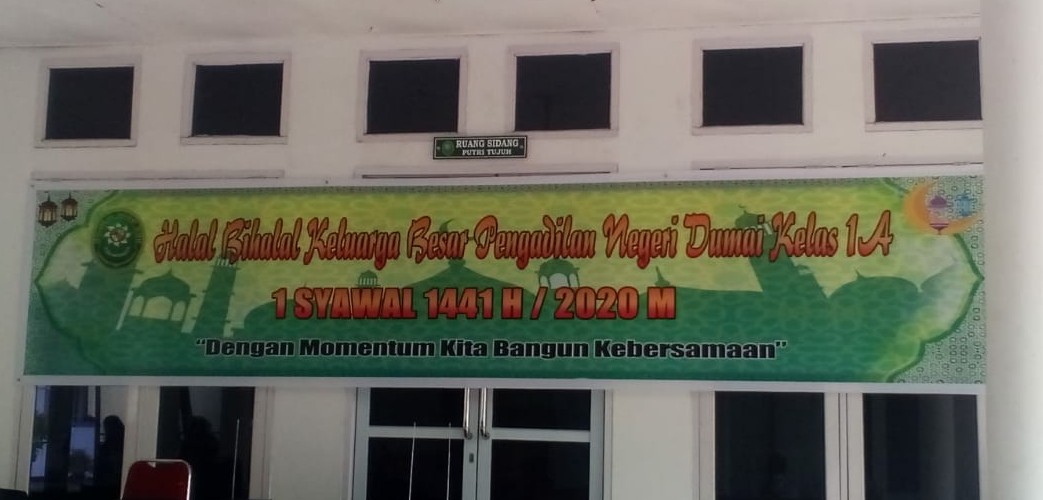 RUANG SIDANG
PUTRI TUJUH
Halal Bihalal Keluarga Besar Pengadilan Negeri Dumai Kelas 1A
1 SYAWAL 1441 H / 2020 M
"Dengan Momentum Kita Bangun Kebersamaan"